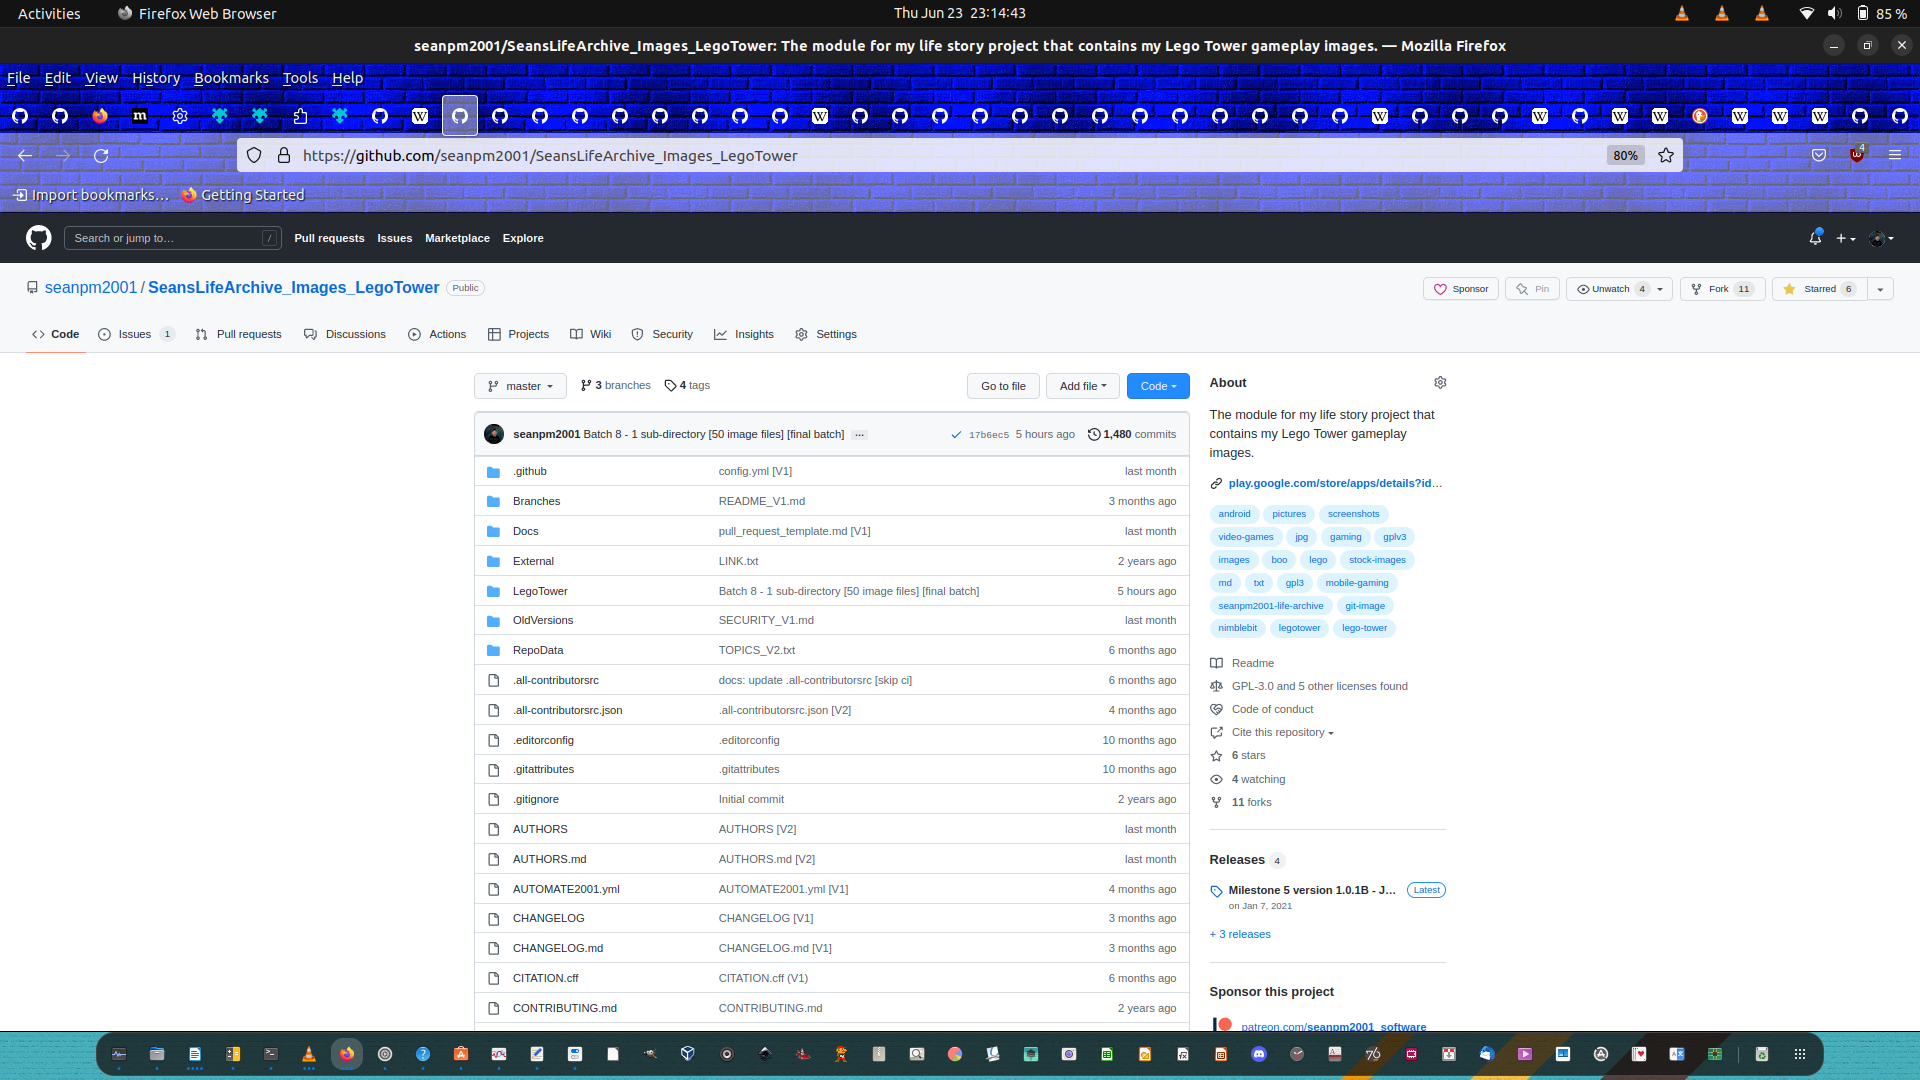 Activities
Firefox Web Browser
Thu Jun 23 23:14:43
85 %
seanpm2001/SeansLifeArchive_Images_LegoTower: The module for my life story project that contains my Lego Tower gameplay images. — Mozilla Firefox
File Edit View History Bookmarks Tools Help
https://github.com/seanpm2001/SeansLifeArchive_Images_LegoTower
80%
4
Import bookmarks…
Getting Started
Search or jump to…
/
Pull requests
Issues
Marketplace
Explore
seanpm2001 / SeansLifeArchive_Images_LegoTower
Public
Sponsor
Pin
Unwatch 4
Fork 11
Starred 6
Code
Issues 1
Pull requests
Discussions
Actions
Projects
Wiki
Security
Insights
Settings
master
3 branches
4 tags
Go to file
Add file
Code
seanpm2001 Batch 8 - 1 sub-directory [50 image files] [final batch] ...
17b6ec5 5 hours ago
1,480 commits
.github config.yml [V1] last month
Branches README_V1.md 3 months ago
Docs pull_request_template.md [V1] last month
External LINK.txt 2 years ago
LegoTower Batch 8 - 1 sub-directory [50 image files] [final batch] 5 hours ago
OldVersions SECURITY_V1.md last month
RepoData TOPICS_V2.txt 6 months ago
.all-contributorsrc docs: update .all-contributorsrc [skip ci] 6 months ago
.all-contributorsrc.json .all-contributorsrc.json [V2] 4 months ago
.editorconfig .editorconfig 10 months ago
.gitattributes .gitattributes 10 months ago
.gitignore Initial commit 2 years ago
AUTHORS AUTHORS [V2] last month
AUTHORS.md AUTHORS.md [V2] last month
AUTOMATE2001.yml AUTOMATE2001.yml [V1] 4 months ago
CHANGELOG CHANGELOG [V1] 3 months ago
CHANGELOG.md CHANGELOG.md [V1] 3 months ago
CITATION.cff CITATION.cff (V1) 6 months ago
CONTRIBUTING.md CONTRIBUTING.md 2 years ago
About
The module for my life story project that
contains my Lego Tower gameplay
images.
play.google.com/store/apps/details?id…
android pictures screenshots
video-games jpg gaming gplv3
images boo lego stock-images
md txt gpl3 mobile-gaming
seanpm2001-life-archive git-image
nimblebit legotower lego-tower
Readme
GPL-3.0 and 5 other licenses found
Code of conduct
Cite this repository
6 stars
4 watching
11 forks
Releases 4
Milestone 5 version 1.0.1B - J… Latest
on Jan 7, 2021
+ 3 releases
Sponsor this project
patreon.com/seanpm2001_software